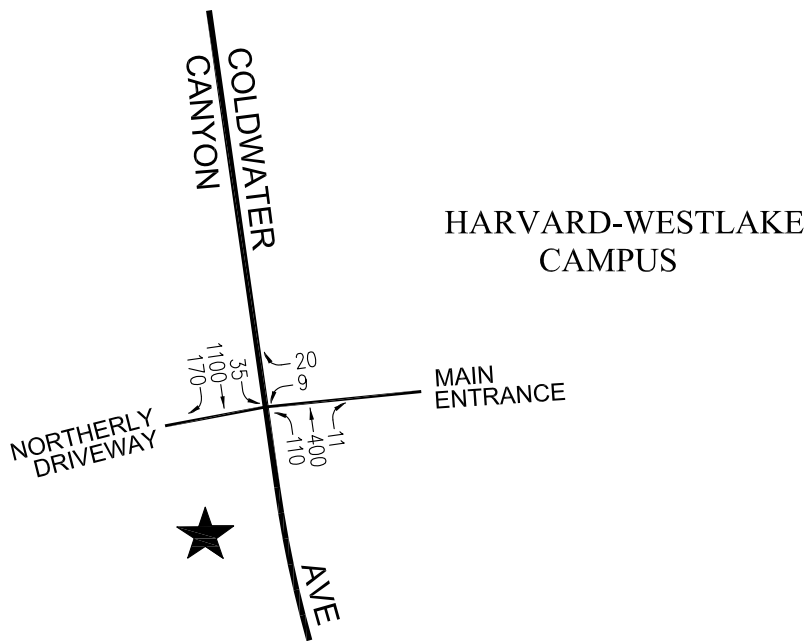 COLDWATER
CANYON
HARVARD-WESTLAKE
CAMPUS
170
1100
35
20
9
MAIN
ENTRANCE
NORTHERLY
DRIVEWAY
110
400
11
AVE